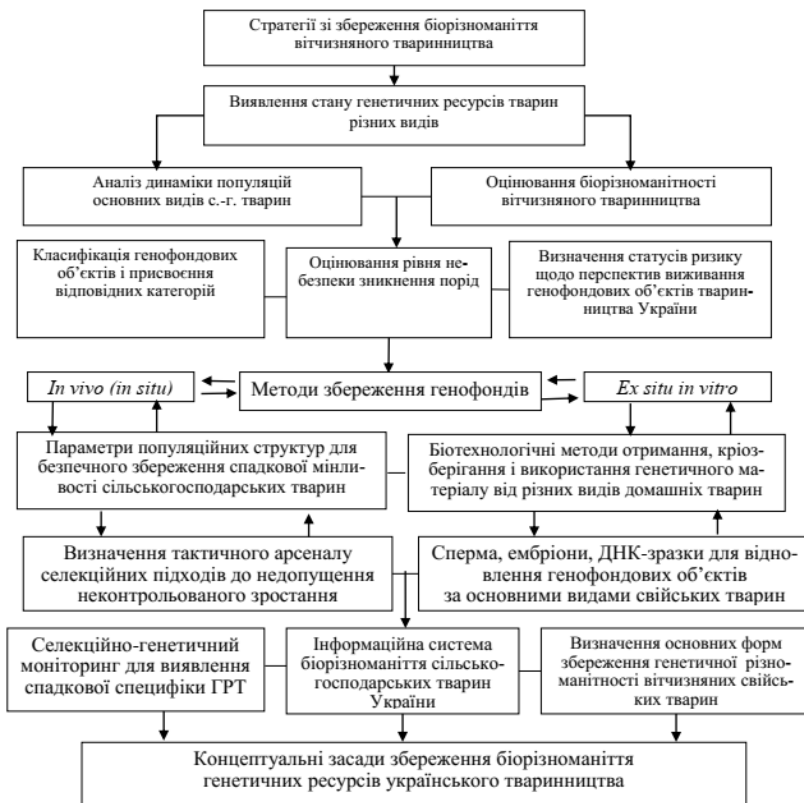 Стратегії зі збереження біорізноманіття
вітчизняного тваринництва
Виявлення стану генетичних ресурсів тварин
різних видів
Аналіз динаміки популяцій
основних видів с.-г. тварин
Оцінювання біорізноманітності
вітчизняного тваринництва
Класифікація генофондових
об’єктів і присвоєння
відповідних категорій
Оцінювання рівня не-
безпеки зникнення порід
Визначення статусів ризику
щодо перспектив виживання
генофондових об’єктів тварин-
ництва України
In vivo (in situ)
Методи збереження генофондів
Ex situ in vitro
Параметри популяційних структур для
безпечного збереження спадкової мінли-
вості сільськогосподарських тварин
Біотехнологічні методи отримання, кріоз-
берігання і використання генетичного ма-
теріалу від різних видів домашніх тварин
Визначення тактичного арсеналу
селекційних підходів до недопущення
неконтрольованого зростання
Сперма, ембріони, ДНК-зразки для відно-
влення генофондових об’єктів
за основними видами свійських тварин
Селекційно-генетичний
моніторинг для виявлення
спадкової специфіки ГРТ
Інформаційна система
біорізноманіття сільсько-
господарських тварин
України
Визначення основних форм
збереження генетичної різно-
манітності вітчизняних свійсь-
ких тварин
Концептуальні засади збереження біорізноманіття
генетичних ресурсів українського тваринництва